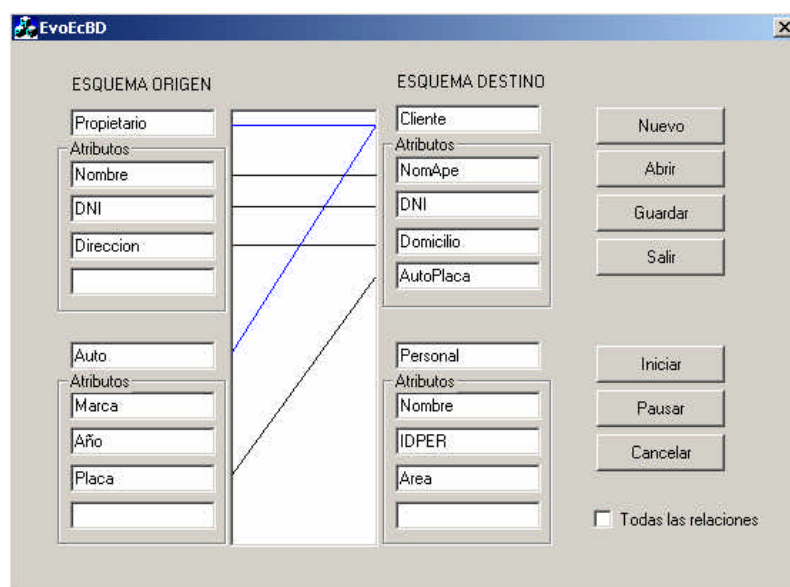 EvoEcBD
ESQUEMA ORIGEN
Propietario
Atributos
Nombre
DNI
Direccion
Auto
Atributos
Marca
Año
Placa
ESQUEMA DESTINO
Cliente
Atributos
NomApe
DNI
Domicilio
AutoPlaca
Personal
Atributos
Nombre
IDPER
Area
Nuevo
Abrir
Guardar
Salir
Iniciar
Pausar
Cancelar
Todas las relaciones